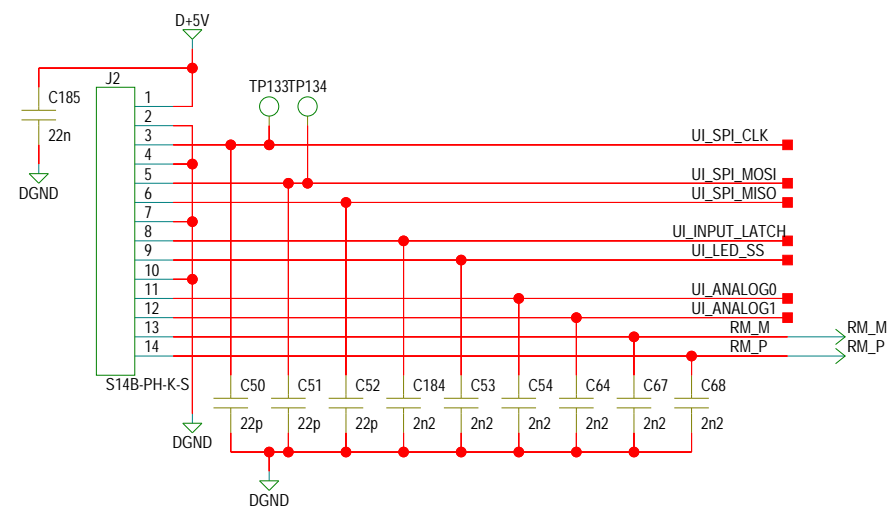 D+5V
J2
TP133TP134
C185
22n
DGND
1
2
3
4
5
6
7
8
9
10
11
12
13
14
UI_SPI_CLK
UI_SPI_MOSI
UI_SPI_MISO
UI_INPUT_LATCH
UI_LED_SS
UI_ANALOG0
UI_ANALOG1
RM_M RM_M
RM_P RM_P
S14B-PH-K-S
C50 C51 C52 C184 C53 C54 C64 C67 C68
22p 22p 22p 2n2 2n2 2n2 2n2 2n2 2n2
DGND
DGND